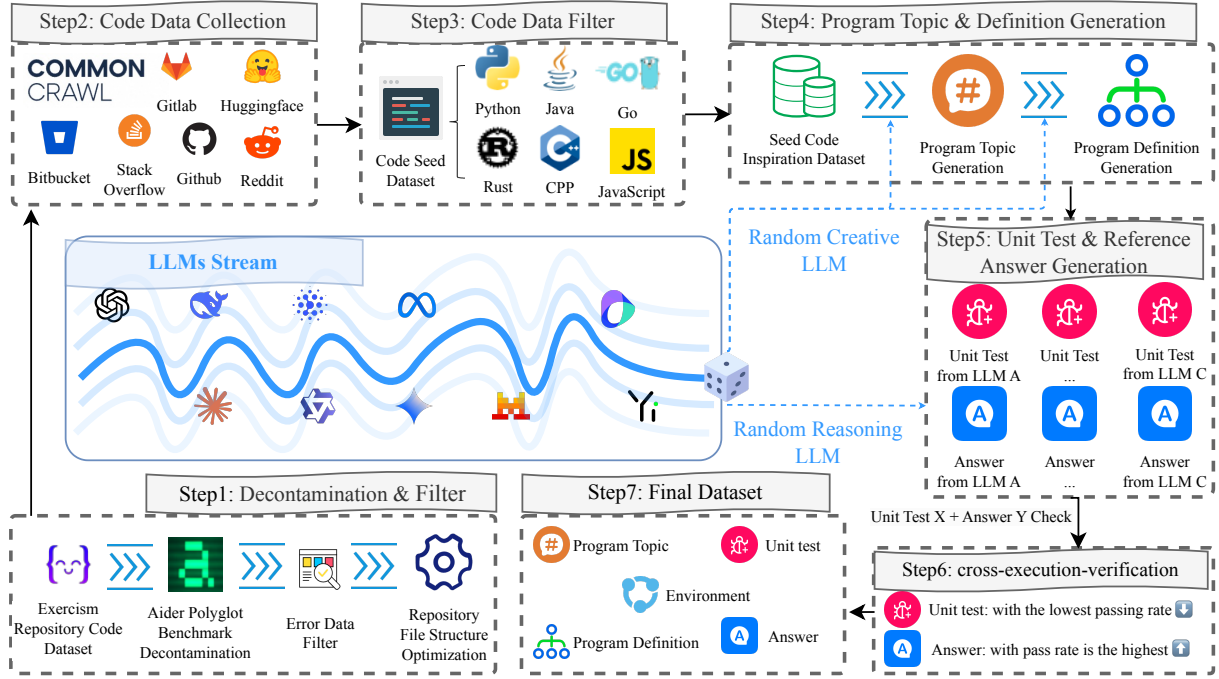 Step2: Code Data Collection
COMMON
CRAWL
Gitlab
Huggingface
Bitbucket
Stack
Overflow
Github
Reddit
Step3: Code Data Filter
Code Seed
Dataset
Python
Java
GO
Go
Rust
CPP
JS
JavaScript
Step4: Program Topic & Definition Generation
Seed Code
Inspiration Dataset
#
Program Topic
Generation
Program Definition
Generation
LLMs Stream
Random Creative
LLM
Random Reasoning
LLM
Step5: Unit Test & Reference
Answer Generation
Unit Test
from LLM A
Unit Test
...
Unit Test
from LLM C
A
A
A
Answer
from LLM A
Answer
...
Answer
from LLM C
Unit Test X + Answer Y Check
Step1: Decontamination & Filter
Exercism
Repository Code
Dataset
a
Aider Polyglot
Benchmark
Decontamination
Error Data
Filter
Repository
File Structure
Optimization
Step7: Final Dataset
#
Program Topic
Unit test
Environment
Program Definition
A
Answer
Step6: cross-execution-verification
Unit test: with the lowest passing rate
A
Answer: with pass rate is the highest